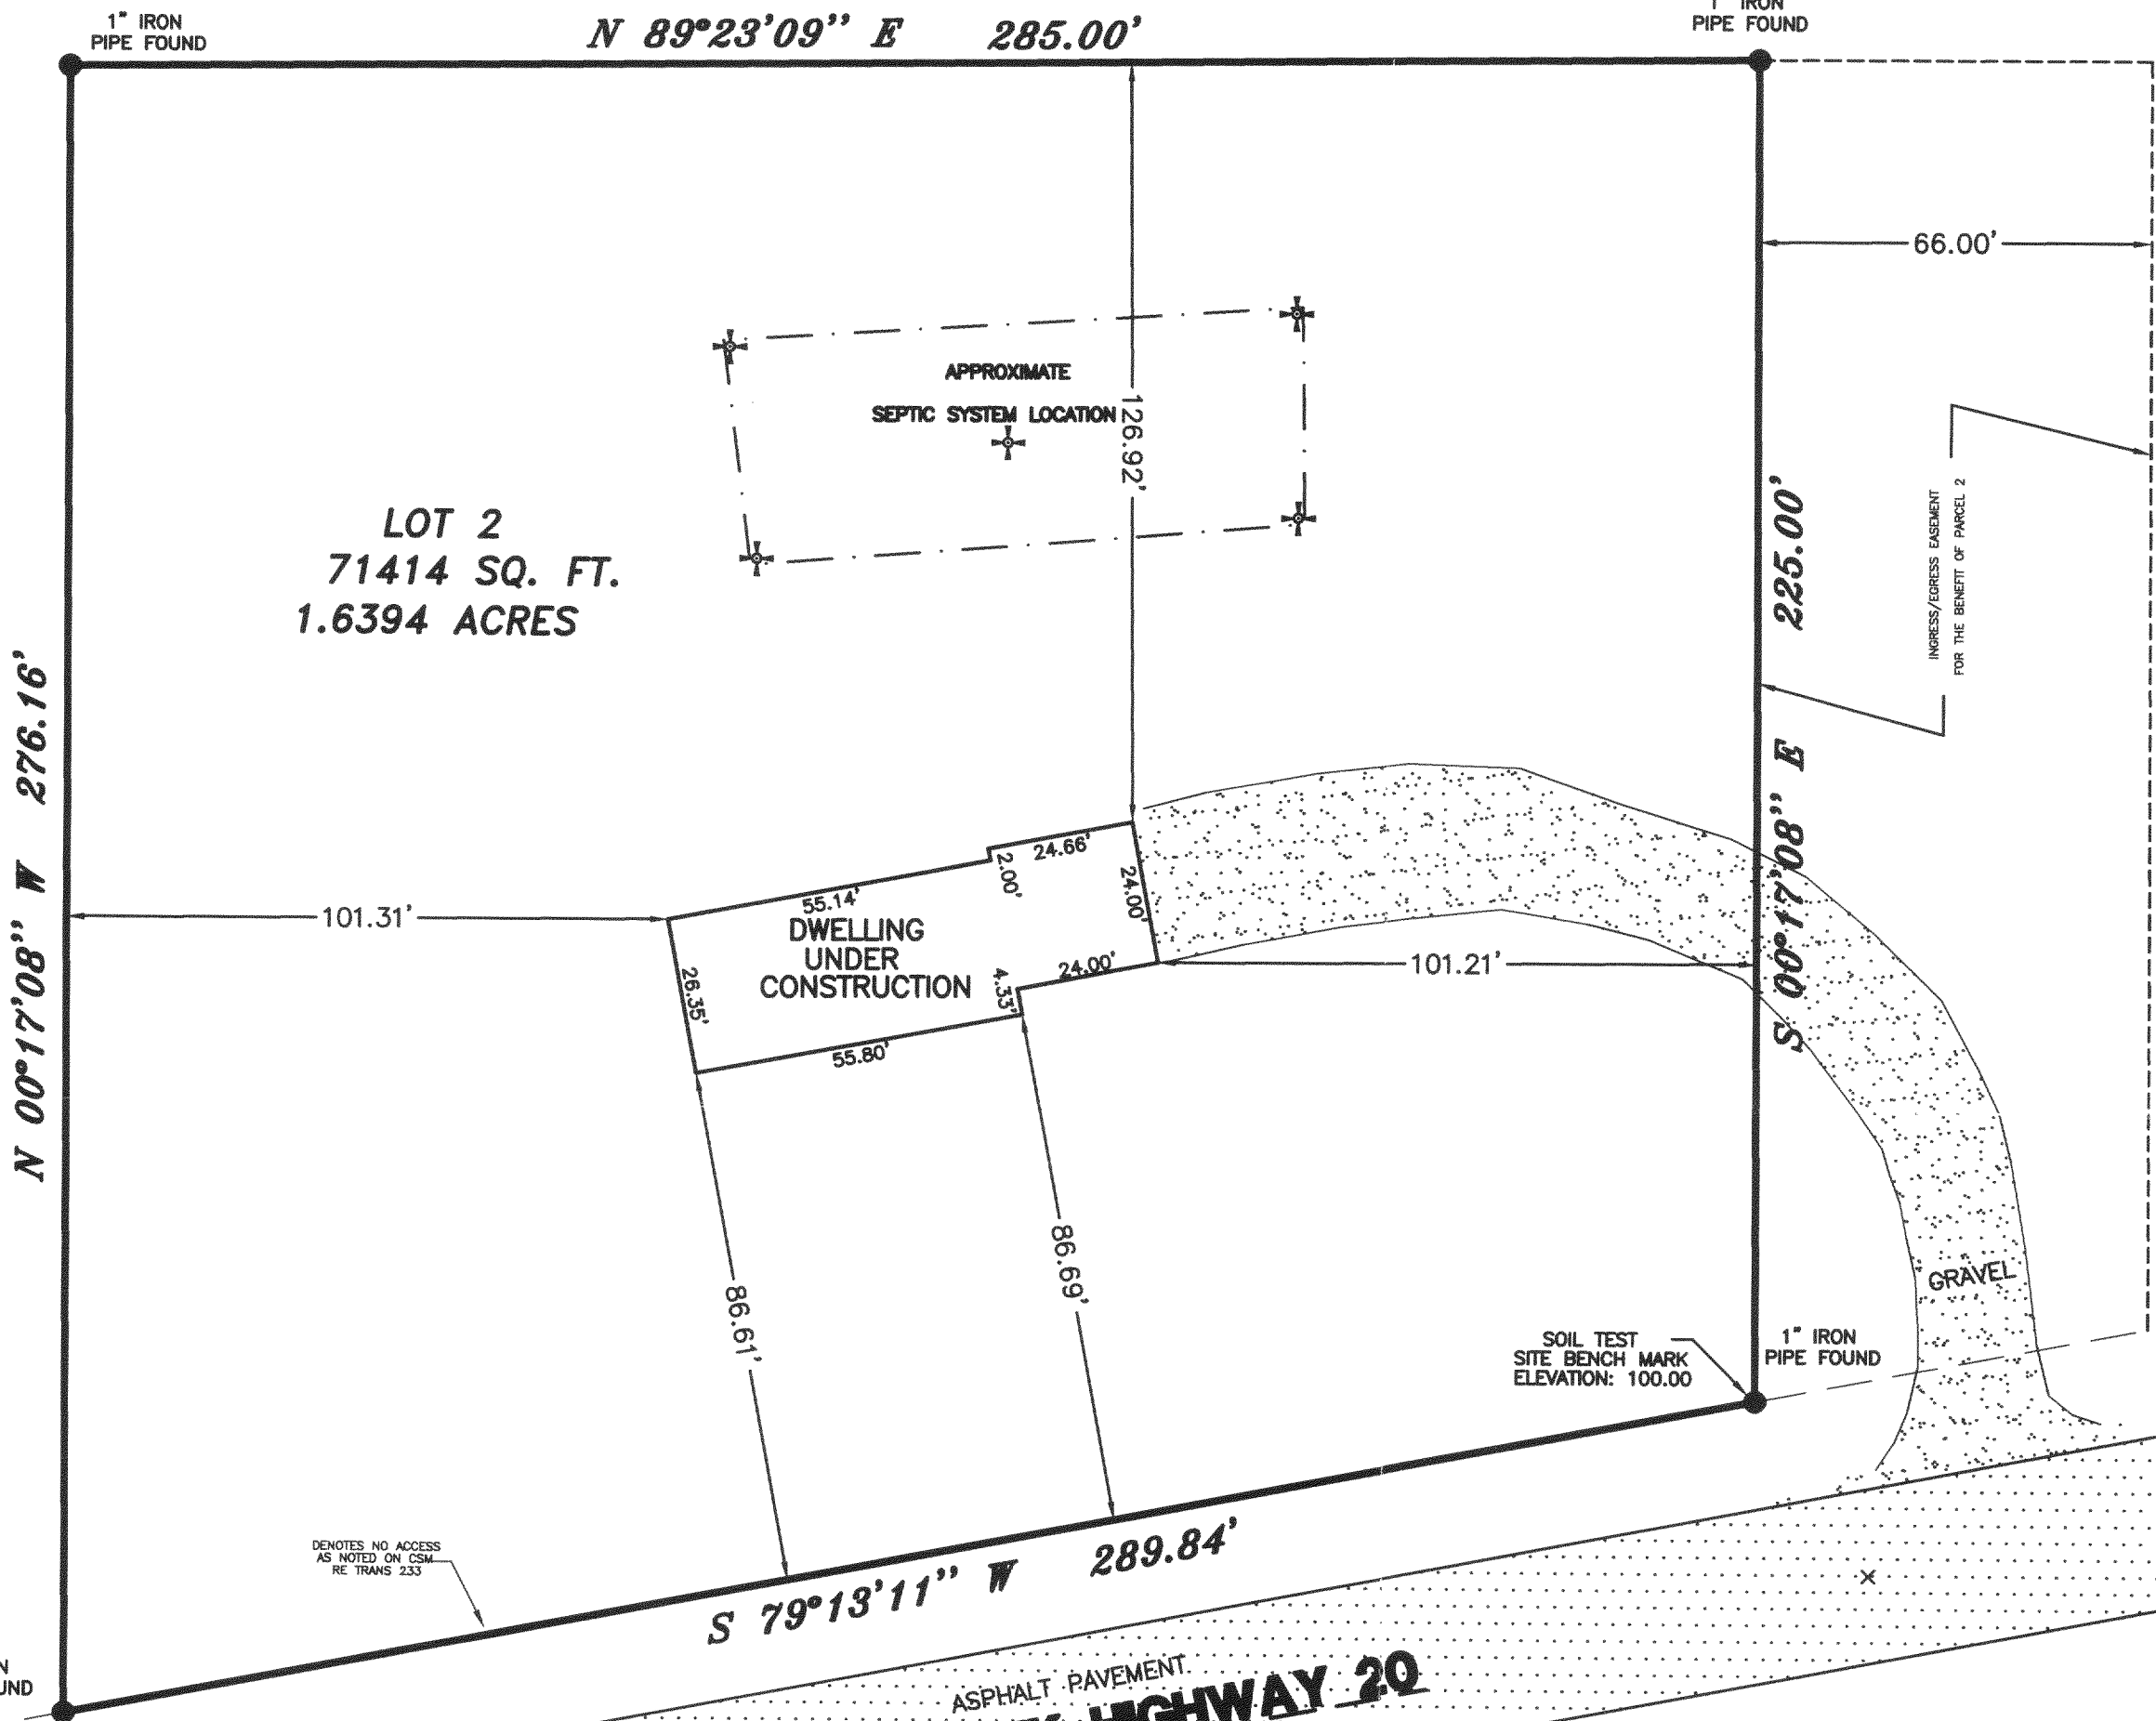 1" IRON
PIPE FOUND
N 89°23'09'' E 285.00'
1" IRON
PIPE FOUND
66.00'
126.92'
APPROXIMATE
SEPTIC SYSTEM LOCATION
LOT 2
71414 SQ. FT.
1.6394 ACRES
INGRESS/EGRESS EASEMENT
FOR THE BENEFIT OF PARCEL 2
S 00°17'08'' E 225.00'
N 00°17'08'' W 276.16'
101.31'
55.14'
2.00'
24.66'
24.00'
DWELLING
UNDER
CONSTRUCTION
26.35'
4.33'
24.00'
55.80'
101.21'
86.61'
86.69'
GRAVEL
SOIL TEST
SITE BENCH MARK
ELEVATION: 100.00
1" IRON
PIPE FOUND
DENOTES NO ACCESS
AS NOTED ON CSM
RE TRANS 233
S 79°13'11'' W 289.84'
ASPHALT PAVEMENT
HIGHWAY 20